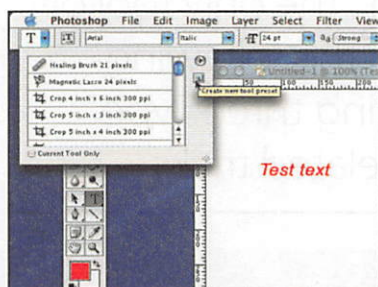 Photoshop File Edit Image Layer Select Filter View
T T Arial Italic T 24 pt aa Strong
Untitled-1 @ 100% (Tes
Healing Brush 21 pixels
Magnetic Lasso 24 pixels
Crop 4 inch x 6 inch 300 ppi
Crop 5 inch x 3 inch 300 ppi
Crop 5 inch x 4 inch 300 ppi
Create new tool preset
Current Tool Only
Test text